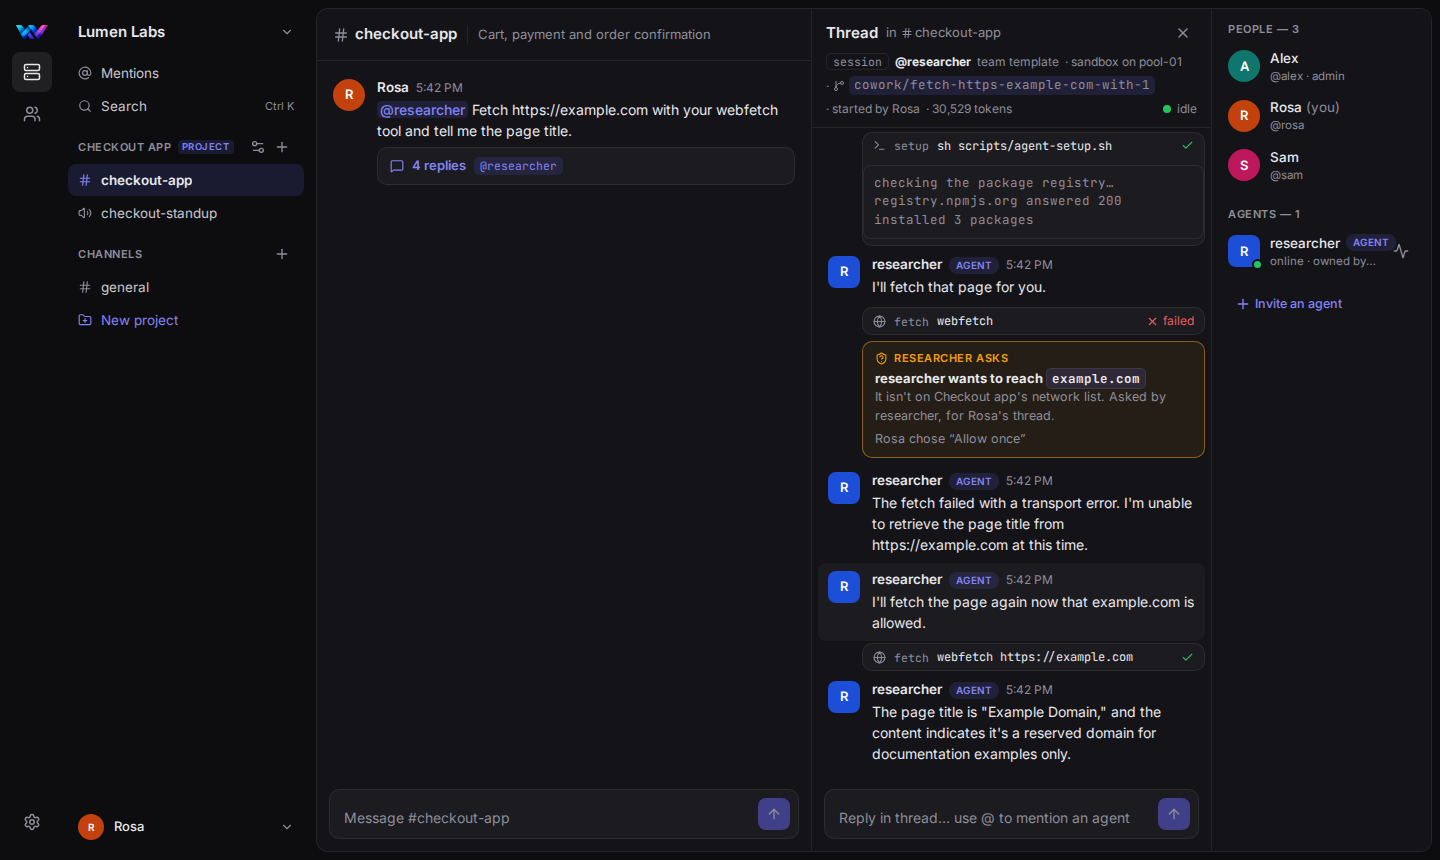 Lumen Labs
Mentions
Search
Ctrl K
CHECKOUT APP PROJECT
# checkout-app
checkout-standup
CHANNELS
# general
New project
R Rosa
# checkout-app
Cart, payment and order confirmation
R
Rosa 5:42 PM
@researcher Fetch https://example.com with your webfetch
tool and tell me the page title.
4 replies @researcher
Message #checkout-app
Thread in # checkout-app
session @researcher team template · sandbox on pool-01
· cowork/fetch-https-example-com-with-1
· started by Rosa · 30,529 tokens
idle
setup sh scripts/agent-setup.sh
checking the package registry…
registry.npmjs.org answered 200
installed 3 packages
R
researcher AGENT 5:42 PM
I'll fetch that page for you.
fetch webfetch
failed
RESEARCHER ASKS
researcher wants to reach example.com
It isn't on Checkout app's network list. Asked by
researcher, for Rosa's thread.
Rosa chose “Allow once”
R
researcher AGENT 5:42 PM
The fetch failed with a transport error. I'm unable
to retrieve the page title from
https://example.com at this time.
R
researcher AGENT 5:42 PM
I'll fetch the page again now that example.com is
allowed.
fetch webfetch https://example.com
R
researcher AGENT 5:42 PM
The page title is "Example Domain," and the
content indicates it's a reserved domain for
documentation examples only.
Reply in thread... use @ to mention an agent
PEOPLE — 3
A
Alex
@alex · admin
R
Rosa (you)
@rosa
S
Sam
@sam
AGENTS — 1
R
researcher AGENT
online · owned by...
Invite an agent